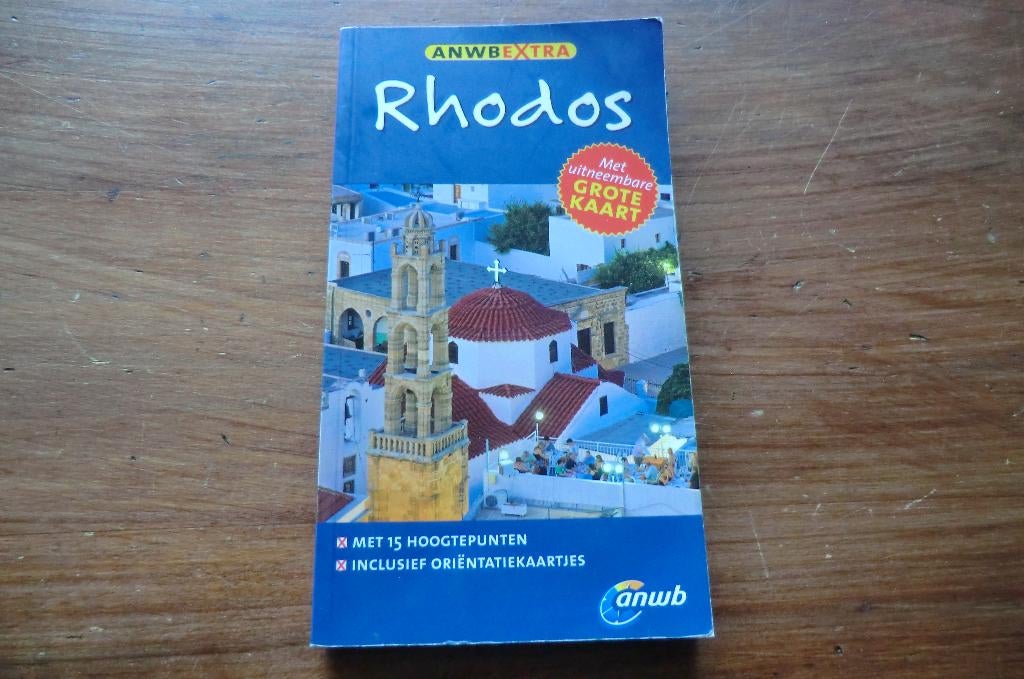 ANWBEXTRA
Rhodos
Met
uitneembare
GROTE
KAART
MET 15 HOOGTEPUNTEN
INCLUSIEF ORIËNTATIEKAARTJES
anwb